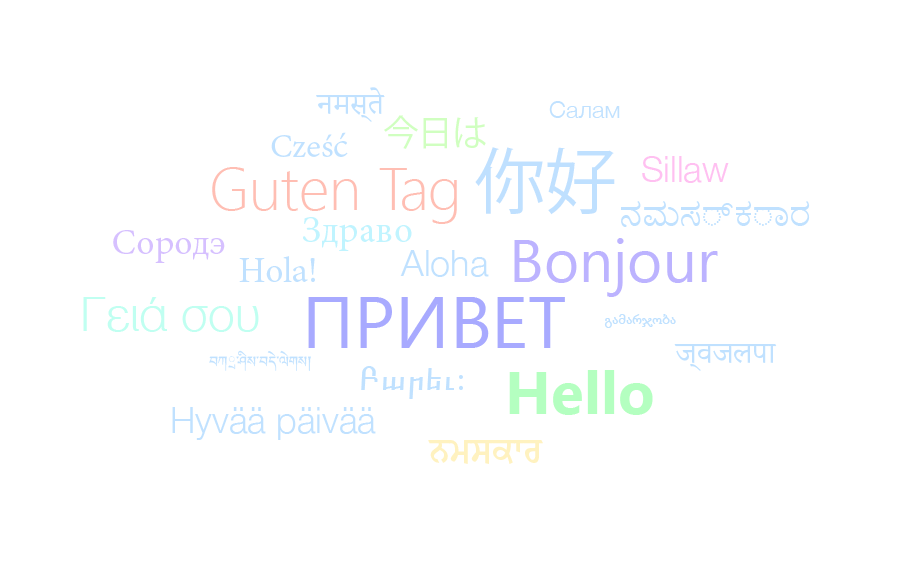 नमस्ते
Салам
今日は
Cześć
你好
Sillaw
Guten Tag
ನಮಸ್ಕಾರ
Здраво
Сородэ
Bonjour
Aloha
Hola!
Γειά σου
ПРИВЕТ
გამარჯობა
ज्वजलपा
བཀྲ་ཤིས་བདེ་ལེགས།
Բարեւ:
Hello
Hyvää päivää
ਨਮਸਕਾਰ